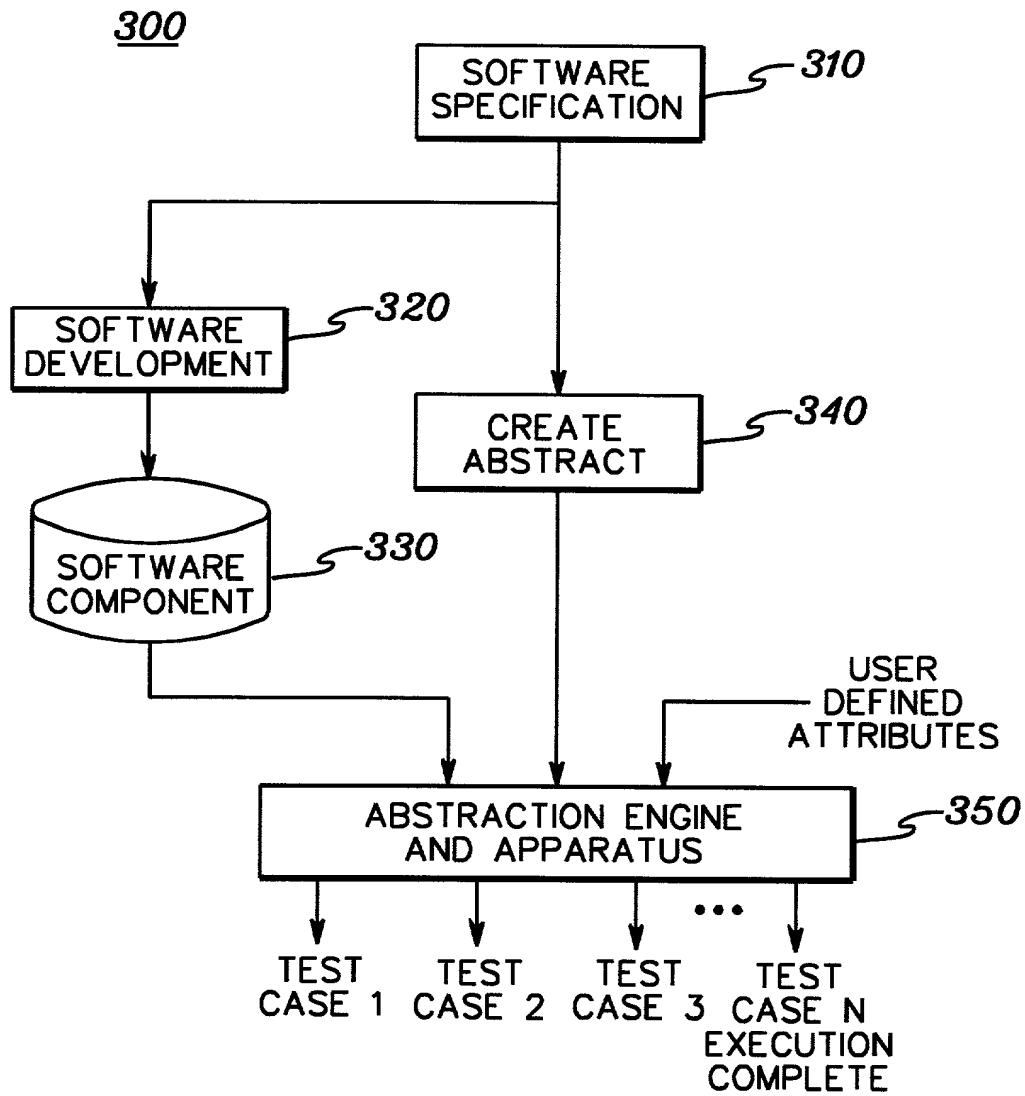 300
SOFTWARE
SPECIFICATION
310
SOFTWARE
DEVELOPMENT
320
CREATE
ABSTRACT
340
SOFTWARE
COMPONENT
330
USER
DEFINED
ATTRIBUTES
ABSTRACTION ENGINE
AND APPARATUS
350
TEST
CASE 1
TEST
CASE 2
TEST
CASE 3
•••
TEST
CASE N
EXECUTION
COMPLETE